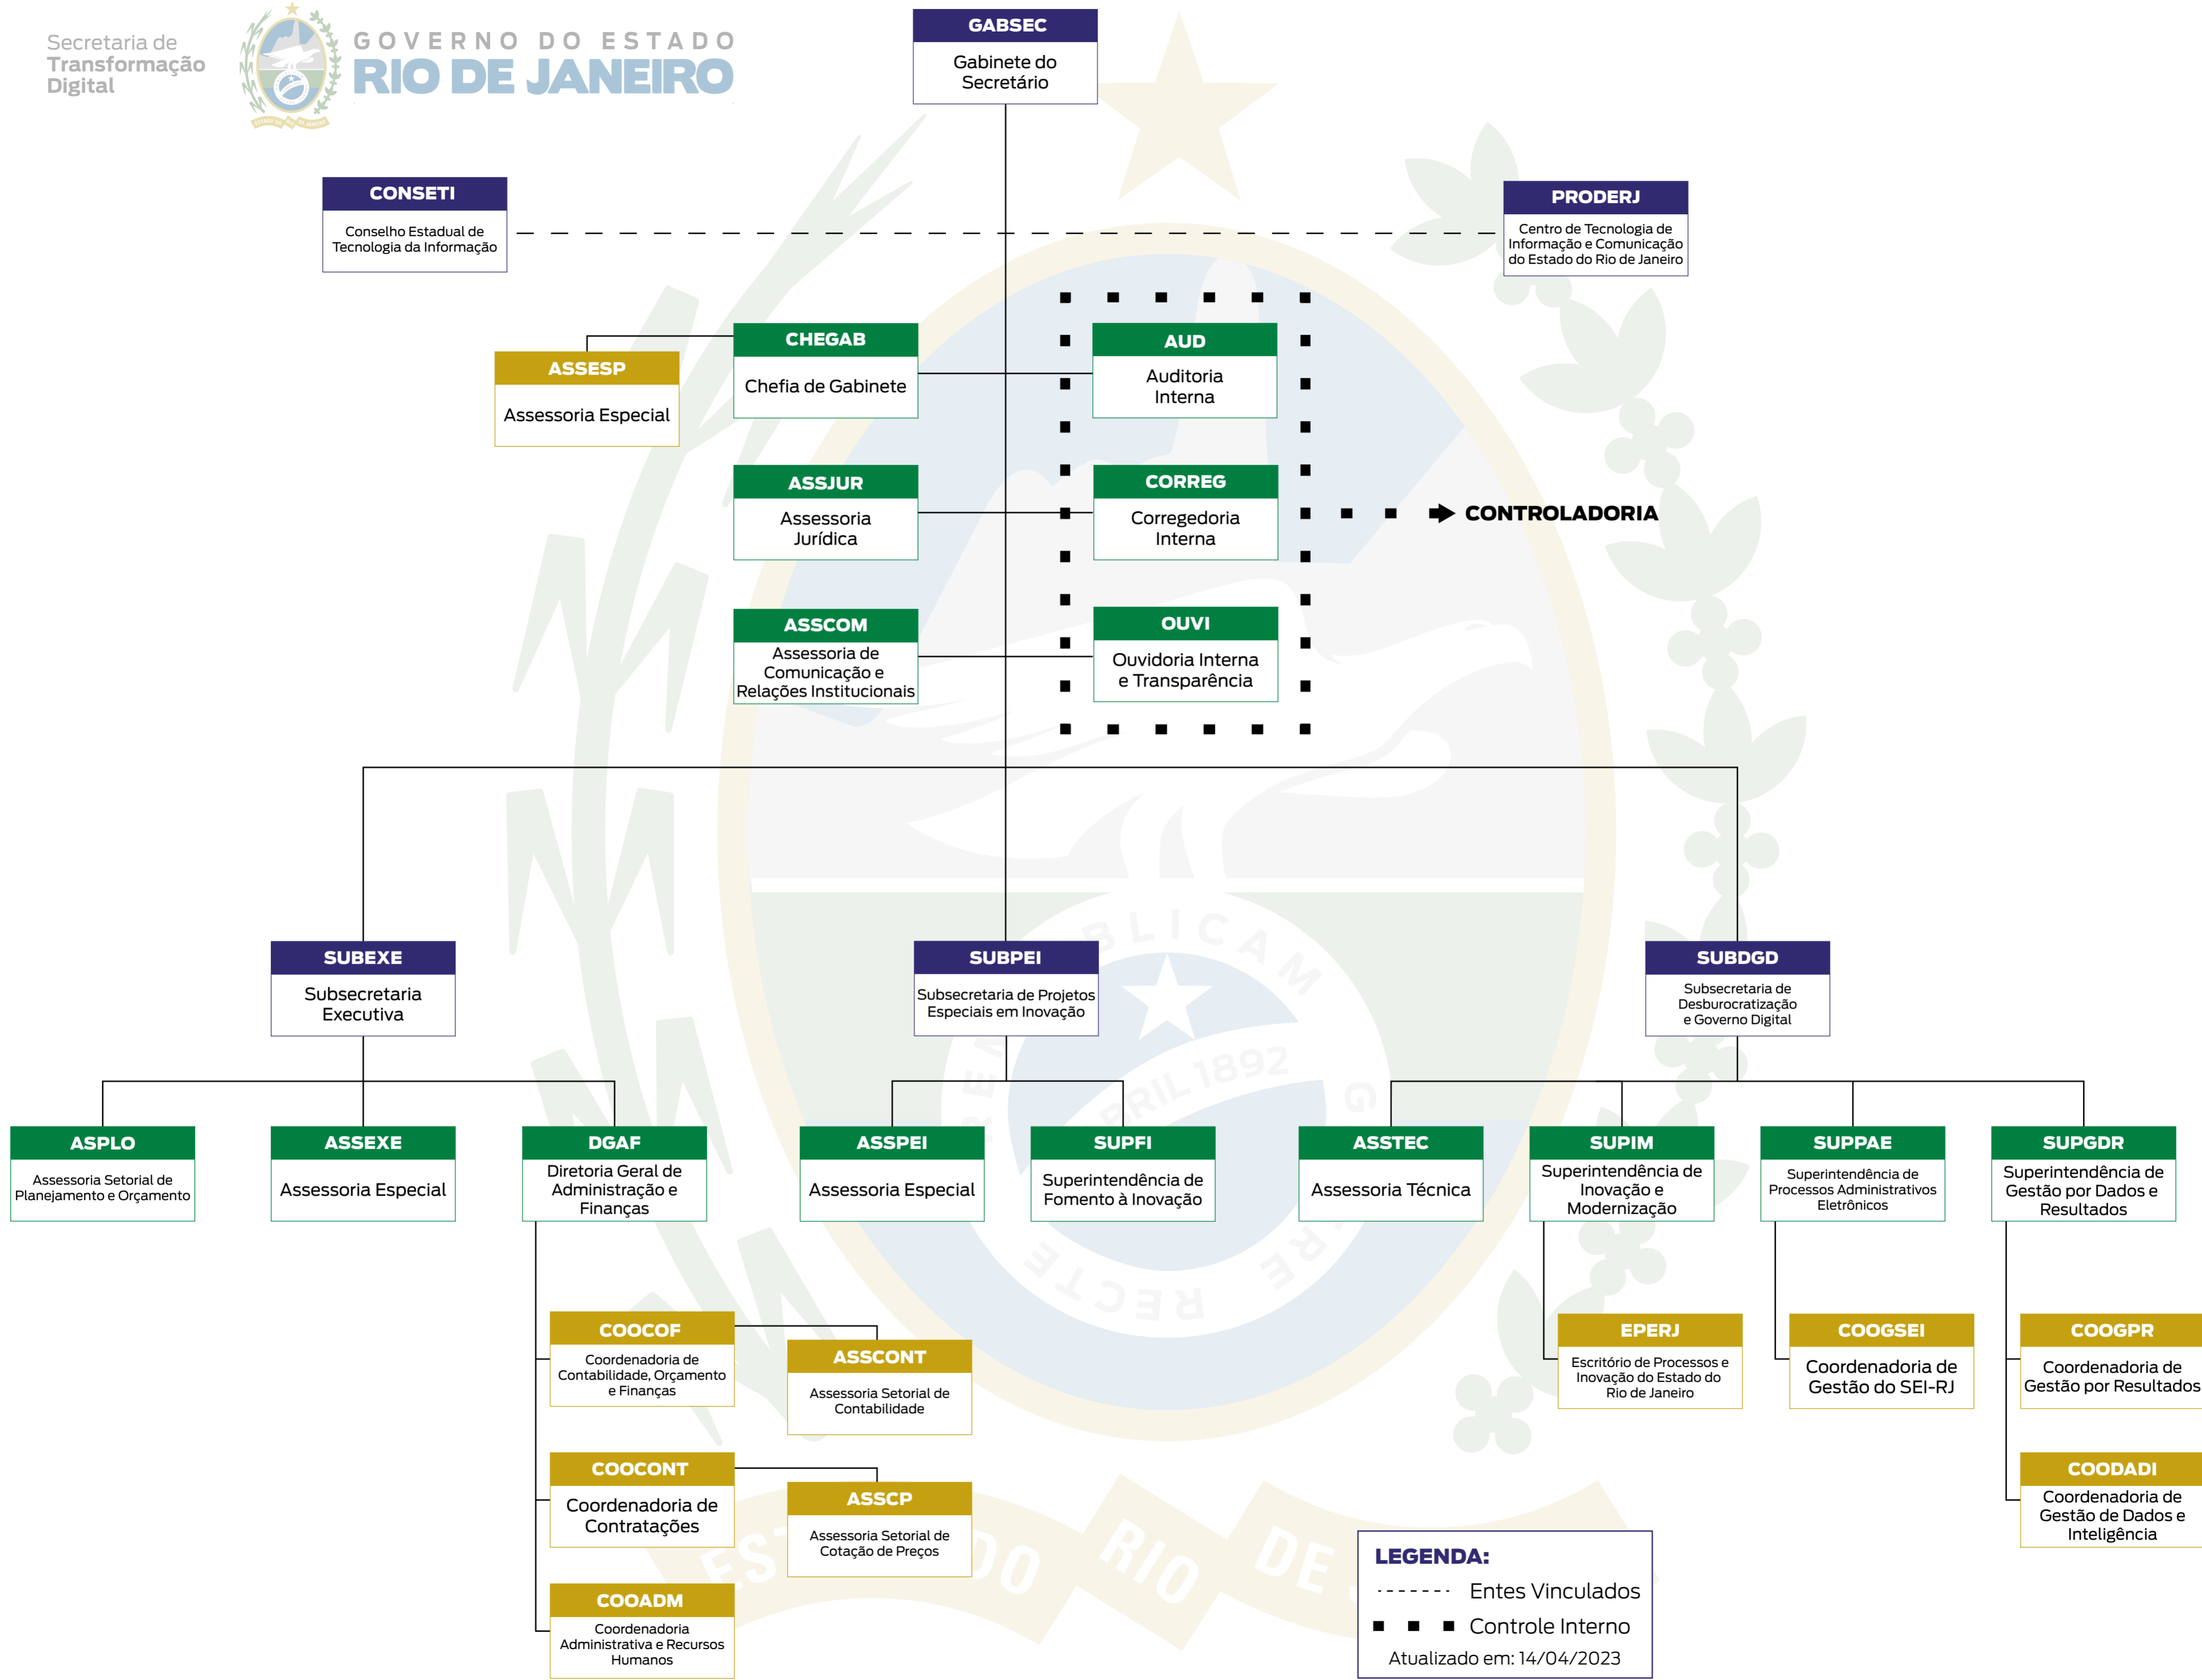 Secretaria de
Transformação
Digital
GOVERNO DO ESTADO
RIO DE JANEIRO
GABSEC
Gabinete do
Secretário
CONSETI
Conselho Estadual de
Tecnologia da Informação
PRODERJ
Centro de Tecnologia de
Informação e Comunicação
do Estado do Rio de Janeiro
CHEGAB
Chefia de Gabinete
AUD
Auditoria
Interna
ASSESP
Assessoria Especial
ASSJUR
Assessoria
Jurídica
CORREG
Corregedoria
Interna
CONTROLADORIA
ASSCOM
Assessoria de
Comunicação e
Relações Institucionais
OUVI
Ouvidoria Interna
e Transparência
SUBEXE
Subsecretaria
Executiva
SUBPEI
Subsecretaria de Projetos
Especiais em Inovação
SUBDGD
Subsecretaria de
Desburocratização
e Governo Digital
ASPLO
Assessoria Setorial de
Planejamento e Orçamento
ASSEXE
Assessoria Especial
DGAF
Diretoria Geral de
Administração e
Finanças
ASSPEI
Assessoria Especial
SUPFI
Superintendência de
Fomento à Inovação
ASSTEC
Assessoria Técnica
SUPIM
Superintendência de
Inovação e
Modernização
SUPPAE
Superintendência de
Processos Administrativos
Eletrônicos
SUPGDR
Superintendência de
Gestão por Dados e
Resultados
COOCOF
Coordenadoria de
Contabilidade, Orçamento
e Finanças
ASSCONT
Assessoria Setorial de
Contabilidade
EPERJ
Escritório de Processos e
Inovação do Estado do
Rio de Janeiro
COOGSEI
Coordenadoria de
Gestão do SEI-RJ
COOGPR
Coordenadoria de
Gestão por Resultados
COOCONT
Coordenadoria de
Contratações
ASSCP
Assessoria Setorial de
Cotação de Preços
COODADI
Coordenadoria de
Gestão de Dados e
Inteligência
COOADM
Coordenadoria
Administrativa e Recursos
Humanos
LEGENDA:
Entes Vinculados
Controle Interno
Atualizado em: 14/04/2023
RECTE
1892
RIO
DE